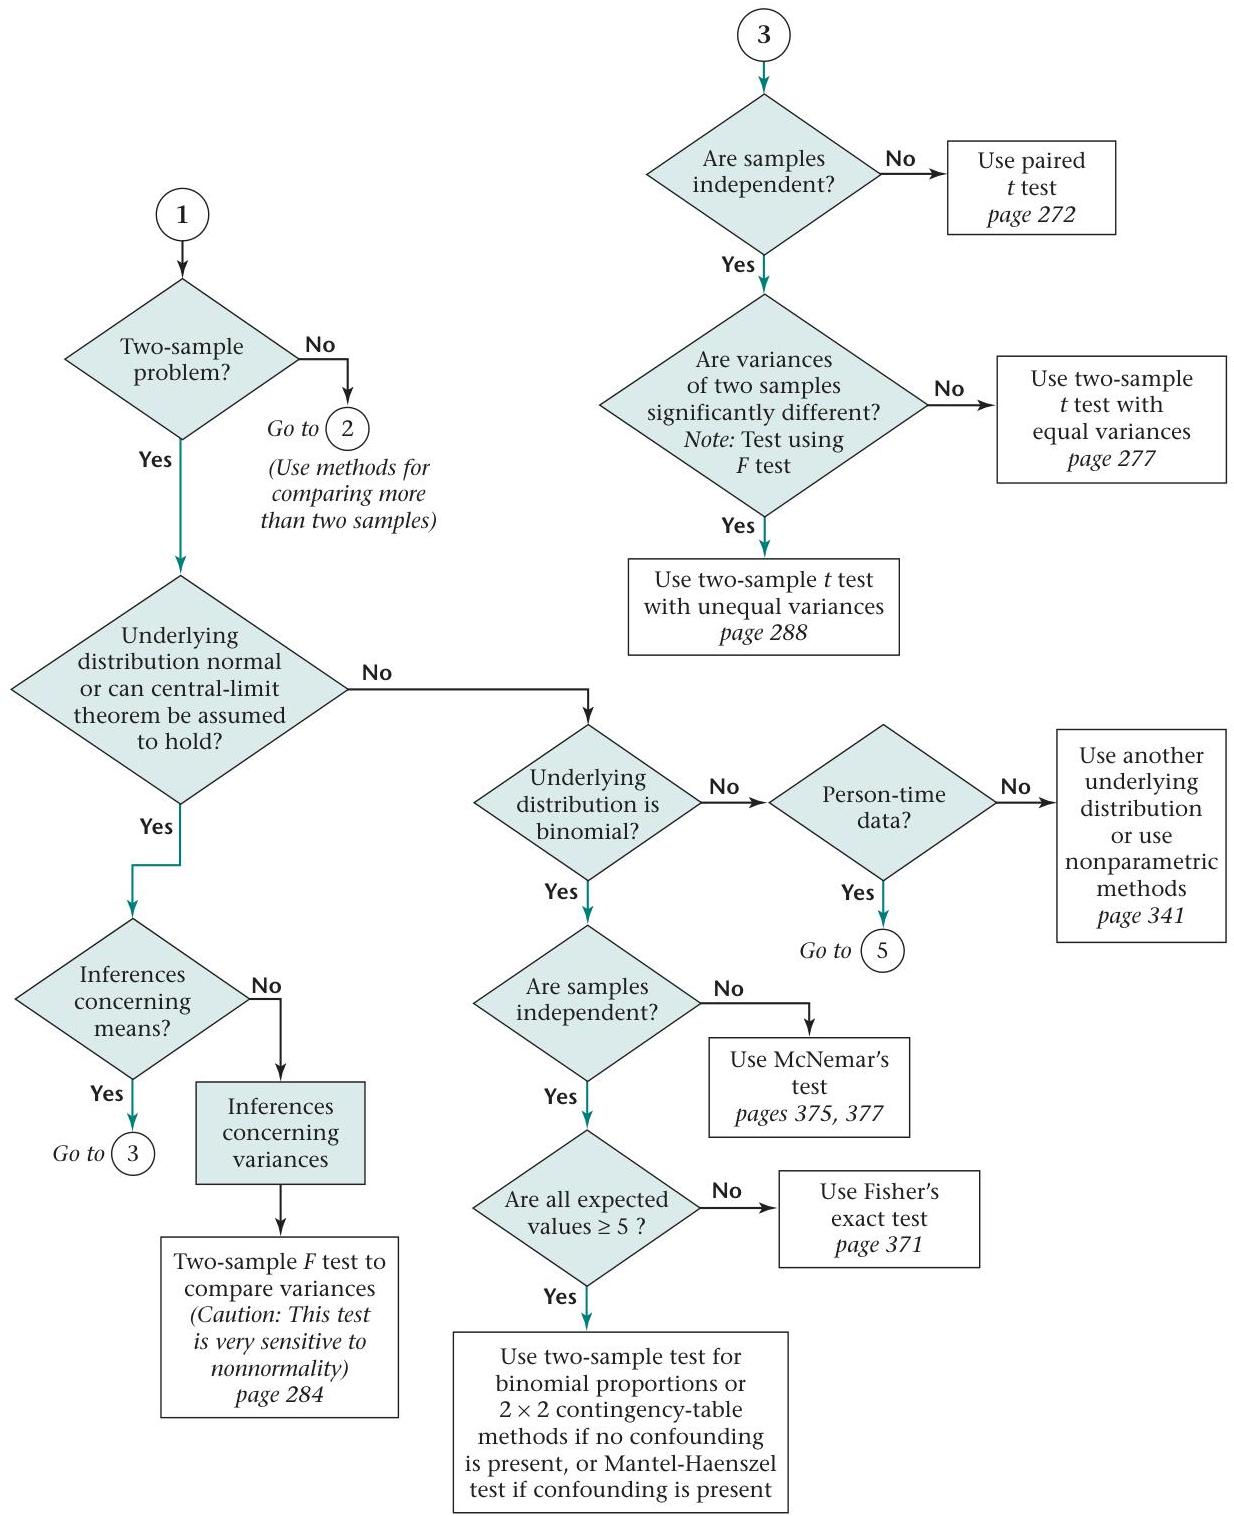 3
Are samples
independent?
No
Use paired
t test
page 272
Yes
Are variances
of two samples
significantly different?
Note: Test using
F test
No
Use two-sample
t test with
equal variances
page 277
Yes
Use two-sample t test
with unequal variances
page 288
1
Two-sample
problem?
No
Go to 2
(Use methods for
comparing more
than two samples)
Yes
Underlying
distribution normal
or can central-limit
theorem be assumed
to hold?
No
Yes
Inferences
concerning
means?
No
Yes
Go to 3
Inferences
concerning
variances
Two-sample F test to
compare variances
(Caution: This test
is very sensitive to
nonnormality)
page 284
Underlying
distribution is
binomial?
No
Person-time
data?
No
Use another
underlying
distribution
or use
nonparametric
methods
page 341
Yes
Go to 5
Yes
Are samples
independent?
No
Use McNemar’s
test
pages 375, 377
Yes
Are all expected
values ≥ 5 ?
No
Use Fisher’s
exact test
page 371
Yes
Use two-sample test for
binomial proportions or
2 × 2 contingency-table
methods if no confounding
is present, or Mantel-Haenszel
test if confounding is present